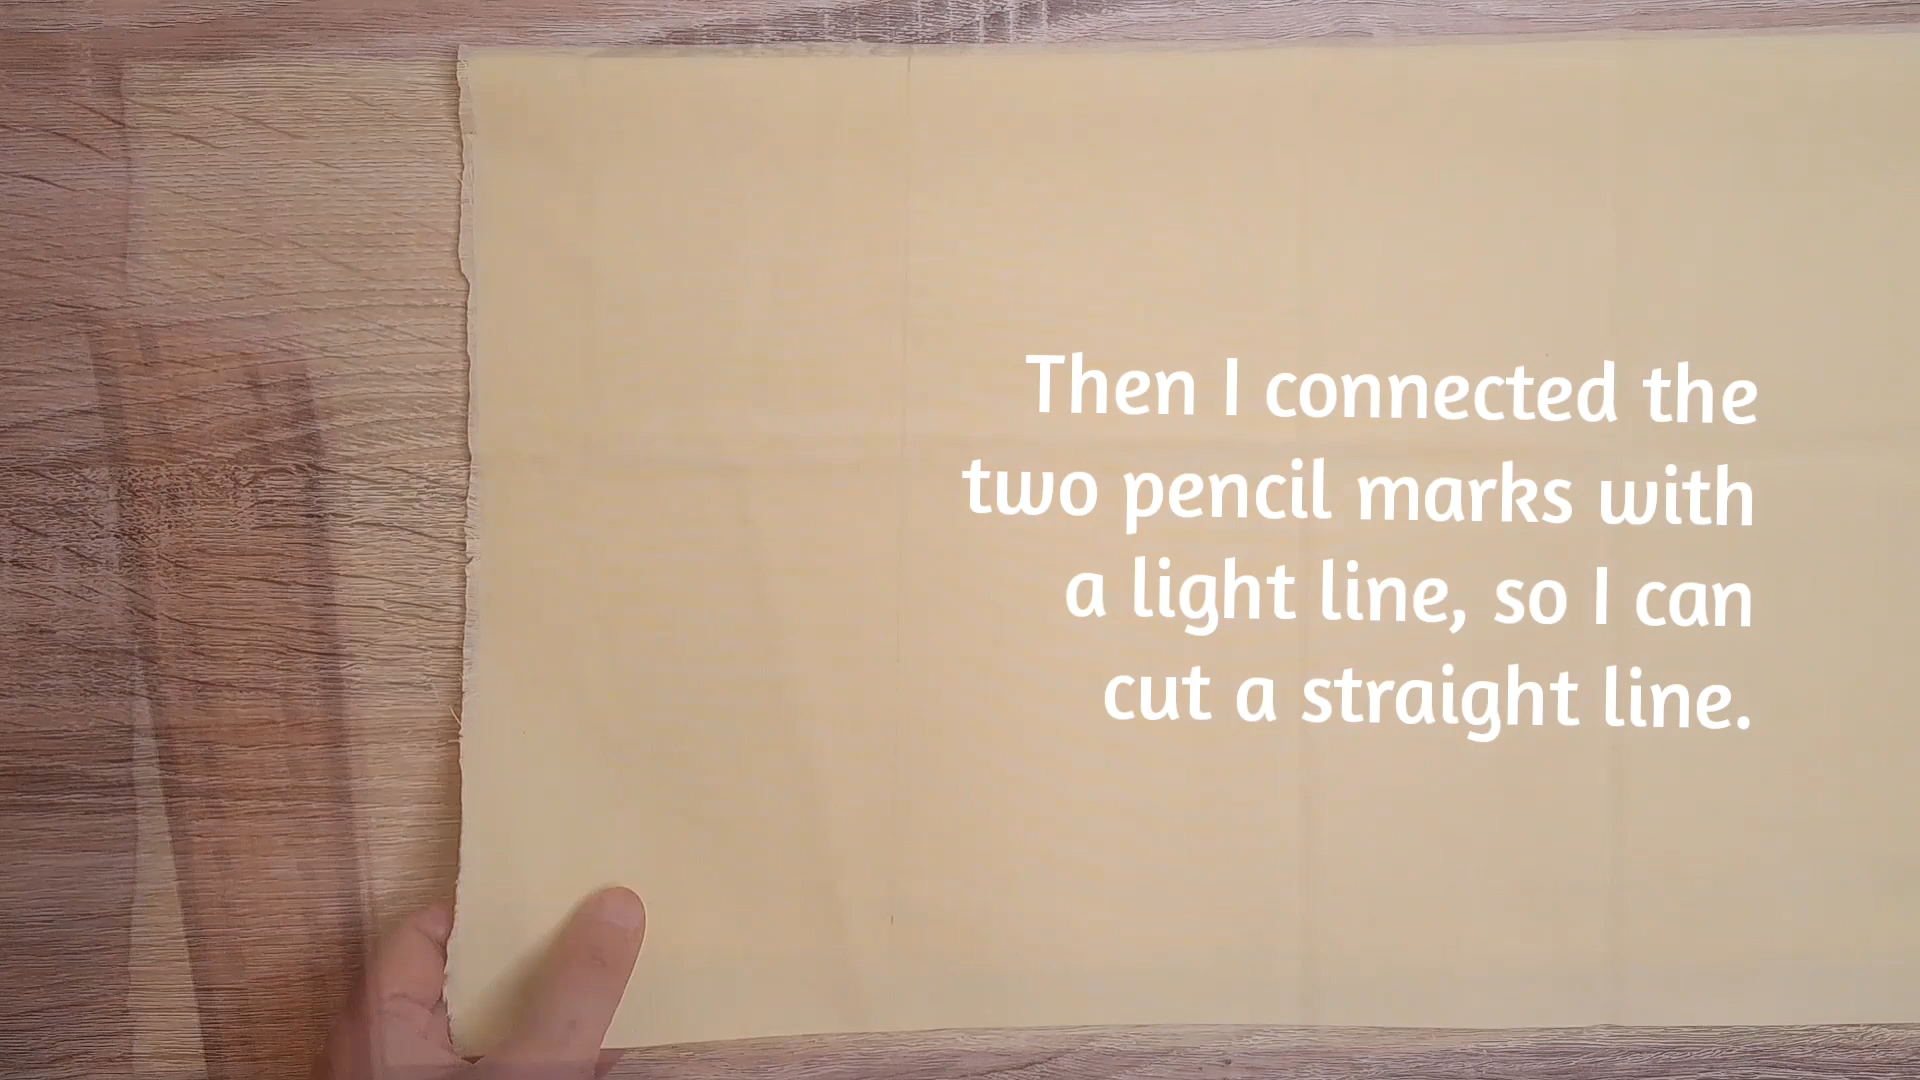 Then I connected the
two pencil marks with
a light line, so I can
cut a straight line.